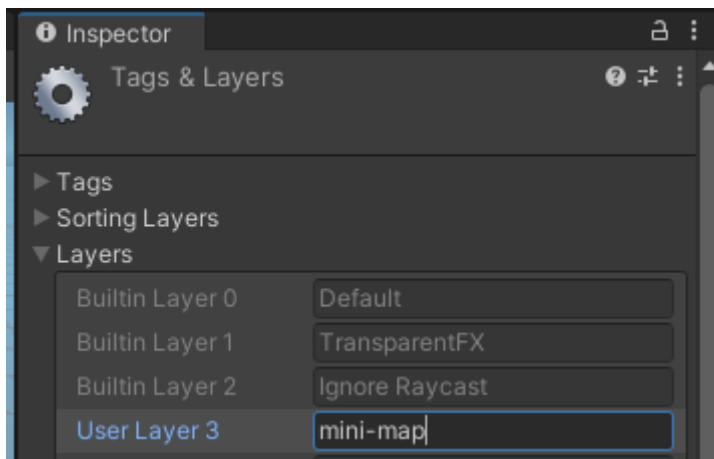 Inspector
Tags & Layers
Tags
Sorting Layers
Layers
Builtin Layer 0 Default
Builtin Layer 1 TransparentFX
Builtin Layer 2 Ignore Raycast
User Layer 3 mini-map